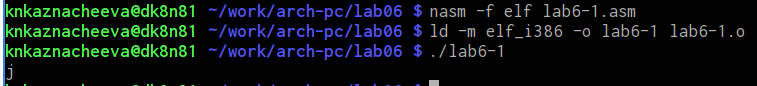 knkaznacheeva@dk8n81 ~/work/arch-pc/lab06 $ nasm -f elf lab6-1.asm
knkaznacheeva@dk8n81 ~/work/arch-pc/lab06 $ ld -m elf_i386 -o lab6-1 lab6-1.o
knkaznacheeva@dk8n81 ~/work/arch-pc/lab06 $ ./lab6-1
j